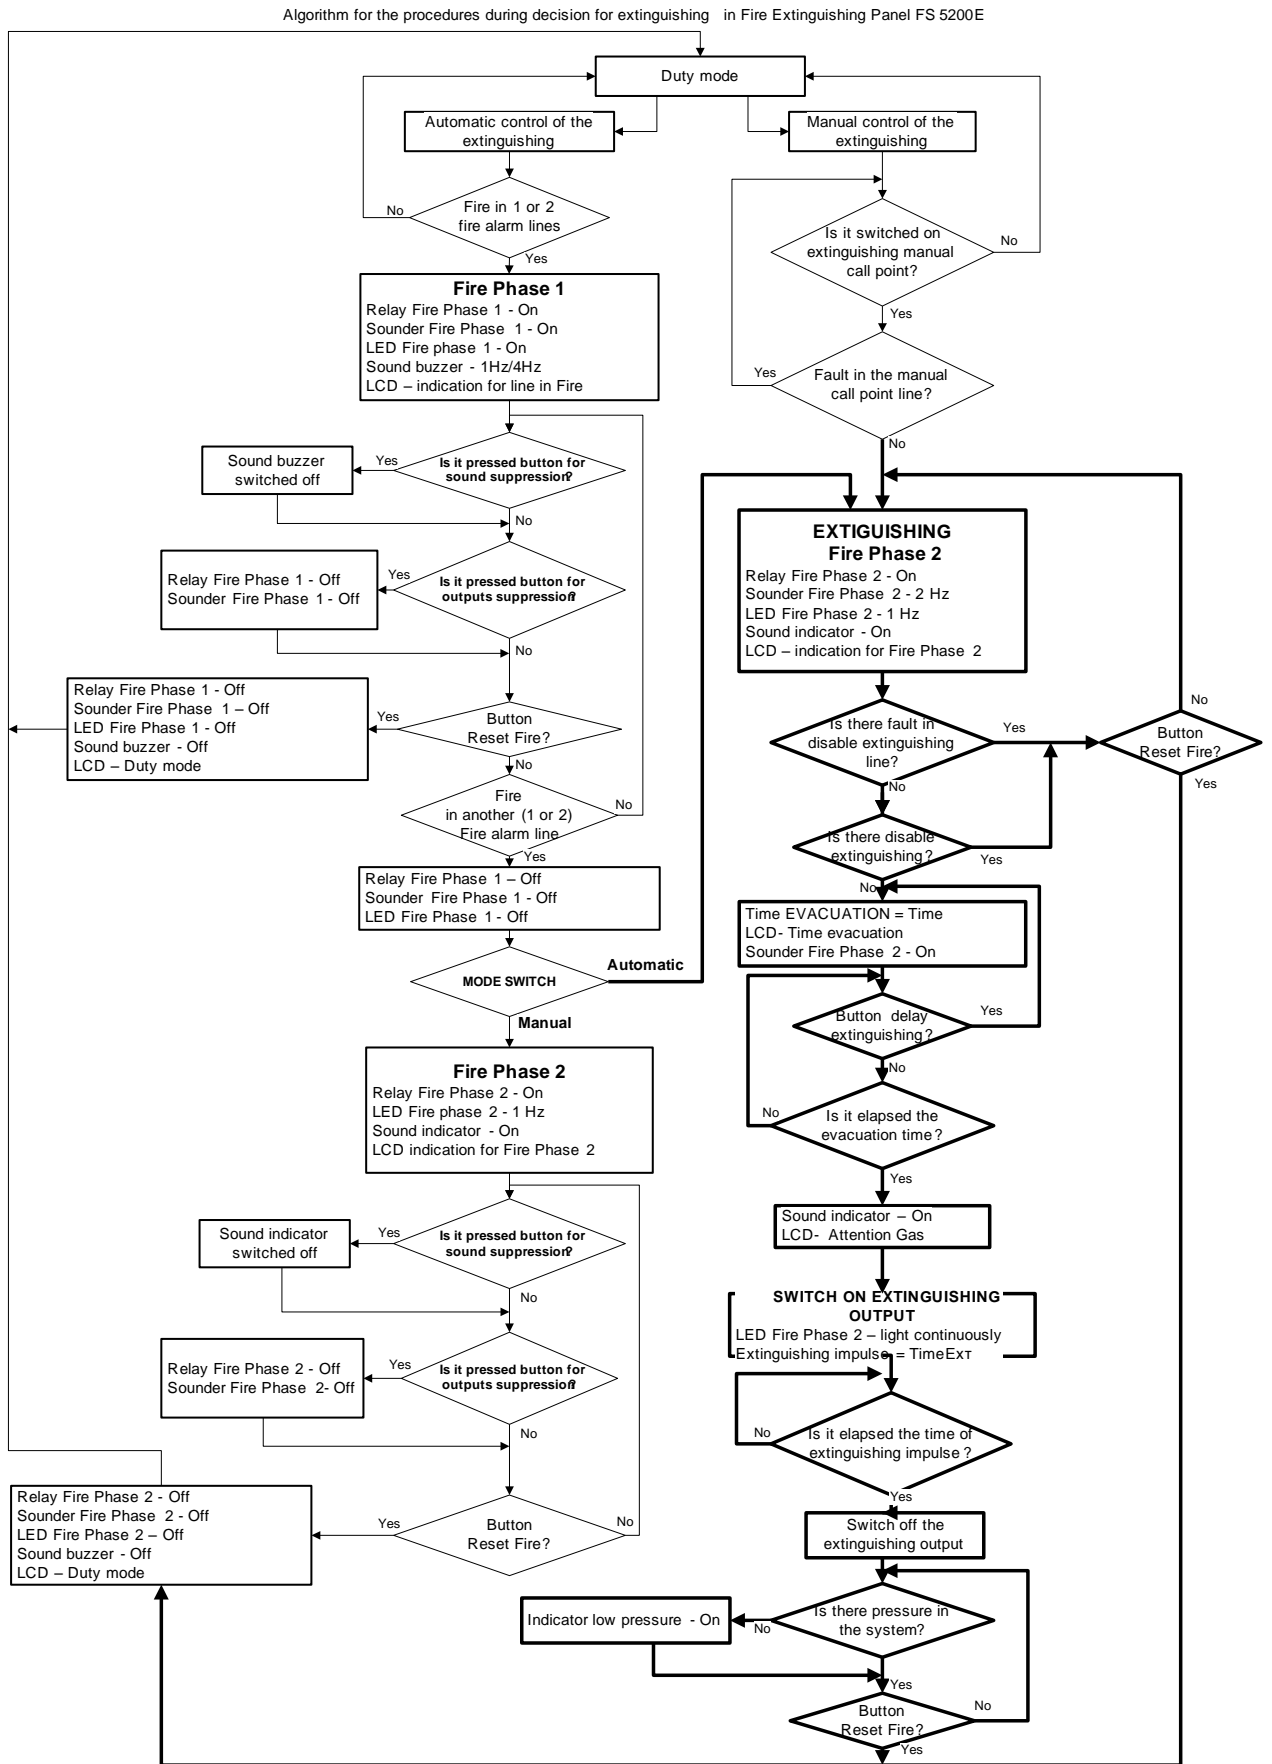 Algorithm for the procedures during decision for extinguishing in Fire Extinguishing Panel FS 5200E
Duty mode
Automatic control of the
extinguishing
Manual control of the
extinguishing
Fire in 1 or 2
fire alarm lines
No
Yes
Is it switched on
extinguishing manual
call point?
No
Yes
Fire Phase 1
Relay Fire Phase 1 - On
Sounder Fire Phase 1 - On
LED Fire phase 1 - On
Sound buzzer - 1Hz/4Hz
LCD – indication for line in Fire
Fault in the manual
call point line?
Yes
No
Is it pressed button for
sound suppression?
Yes
Sound buzzer
switched off
No
Is it pressed button for
outputs suppression?
Yes
Relay Fire Phase 1 - Off
Sounder Fire Phase 1 - Off
No
Button
Reset Fire?
Yes
Relay Fire Phase 1 - Off
Sounder Fire Phase 1 – Off
LED Fire Phase 1 - Off
Sound buzzer - Off
LCD – Duty mode
No
Fire
in another (1 or 2)
Fire alarm line
No
Yes
Relay Fire Phase 1 – Off
Sounder Fire Phase 1 - Off
LED Fire Phase 1 - Off
MODE SWITCH
Automatic
Manual
Fire Phase 2
Relay Fire Phase 2 - On
LED Fire phase 2 - 1 Hz
Sound indicator - On
LCD indication for Fire Phase 2
Is it pressed button for
sound suppression?
Yes
Sound indicator
switched off
No
Is it pressed button for
outputs suppression?
Yes
Relay Fire Phase 2 - Off
Sounder Fire Phase 2- Off
No
Button
Reset Fire?
No
Yes
Relay Fire Phase 2 - Off
Sounder Fire Phase 2 - Off
LED Fire Phase 2 – Off
Sound buzzer - Off
LCD – Duty mode
EXTIGUISHING
Fire Phase 2
Relay Fire Phase 2 - On
Sounder Fire Phase 2 - 2 Hz
LED Fire Phase 2 - 1 Hz
Sound indicator - On
LCD – indication for Fire Phase 2
Is there fault in
disable extinguishing
line?
Yes
No
Button
Reset Fire?
No
Yes
Is there disable
extinguishing?
Yes
No
Time EVACUATION = Time
LCD- Time evacuation
Sounder Fire Phase 2 - On
Button delay
extinguishing?
Yes
No
Is it elapsed the
evacuation time?
No
Yes
Sound indicator – On
LCD- Attention Gas
SWITCH ON EXTINGUISHING
OUTPUT
LED Fire Phase 2 – light continuously
Extinguishing impulse = TimeExт
Is it elapsed the time of
extinguishing impulse?
No
Yes
Switch off the
extinguishing output
Is there pressure in
the system?
No
Indicator low pressure - On
Yes
Button
Reset Fire?
No
Yes